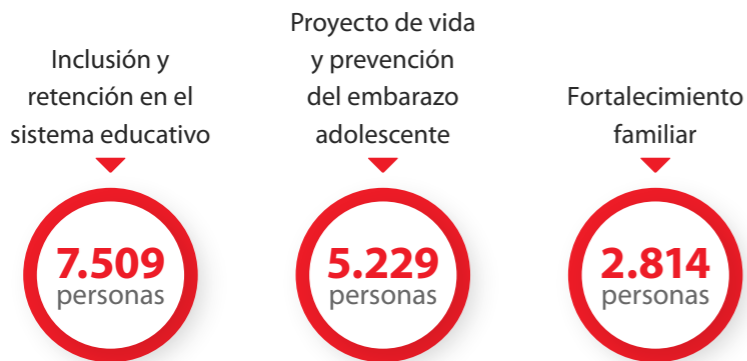 Inclusión y
retención en el
sistema educativo
7.509
personas
Proyecto de vida
y prevención
del embarazo
adolescente
5.229
personas
Fortalecimiento
familiar
2.814
personas